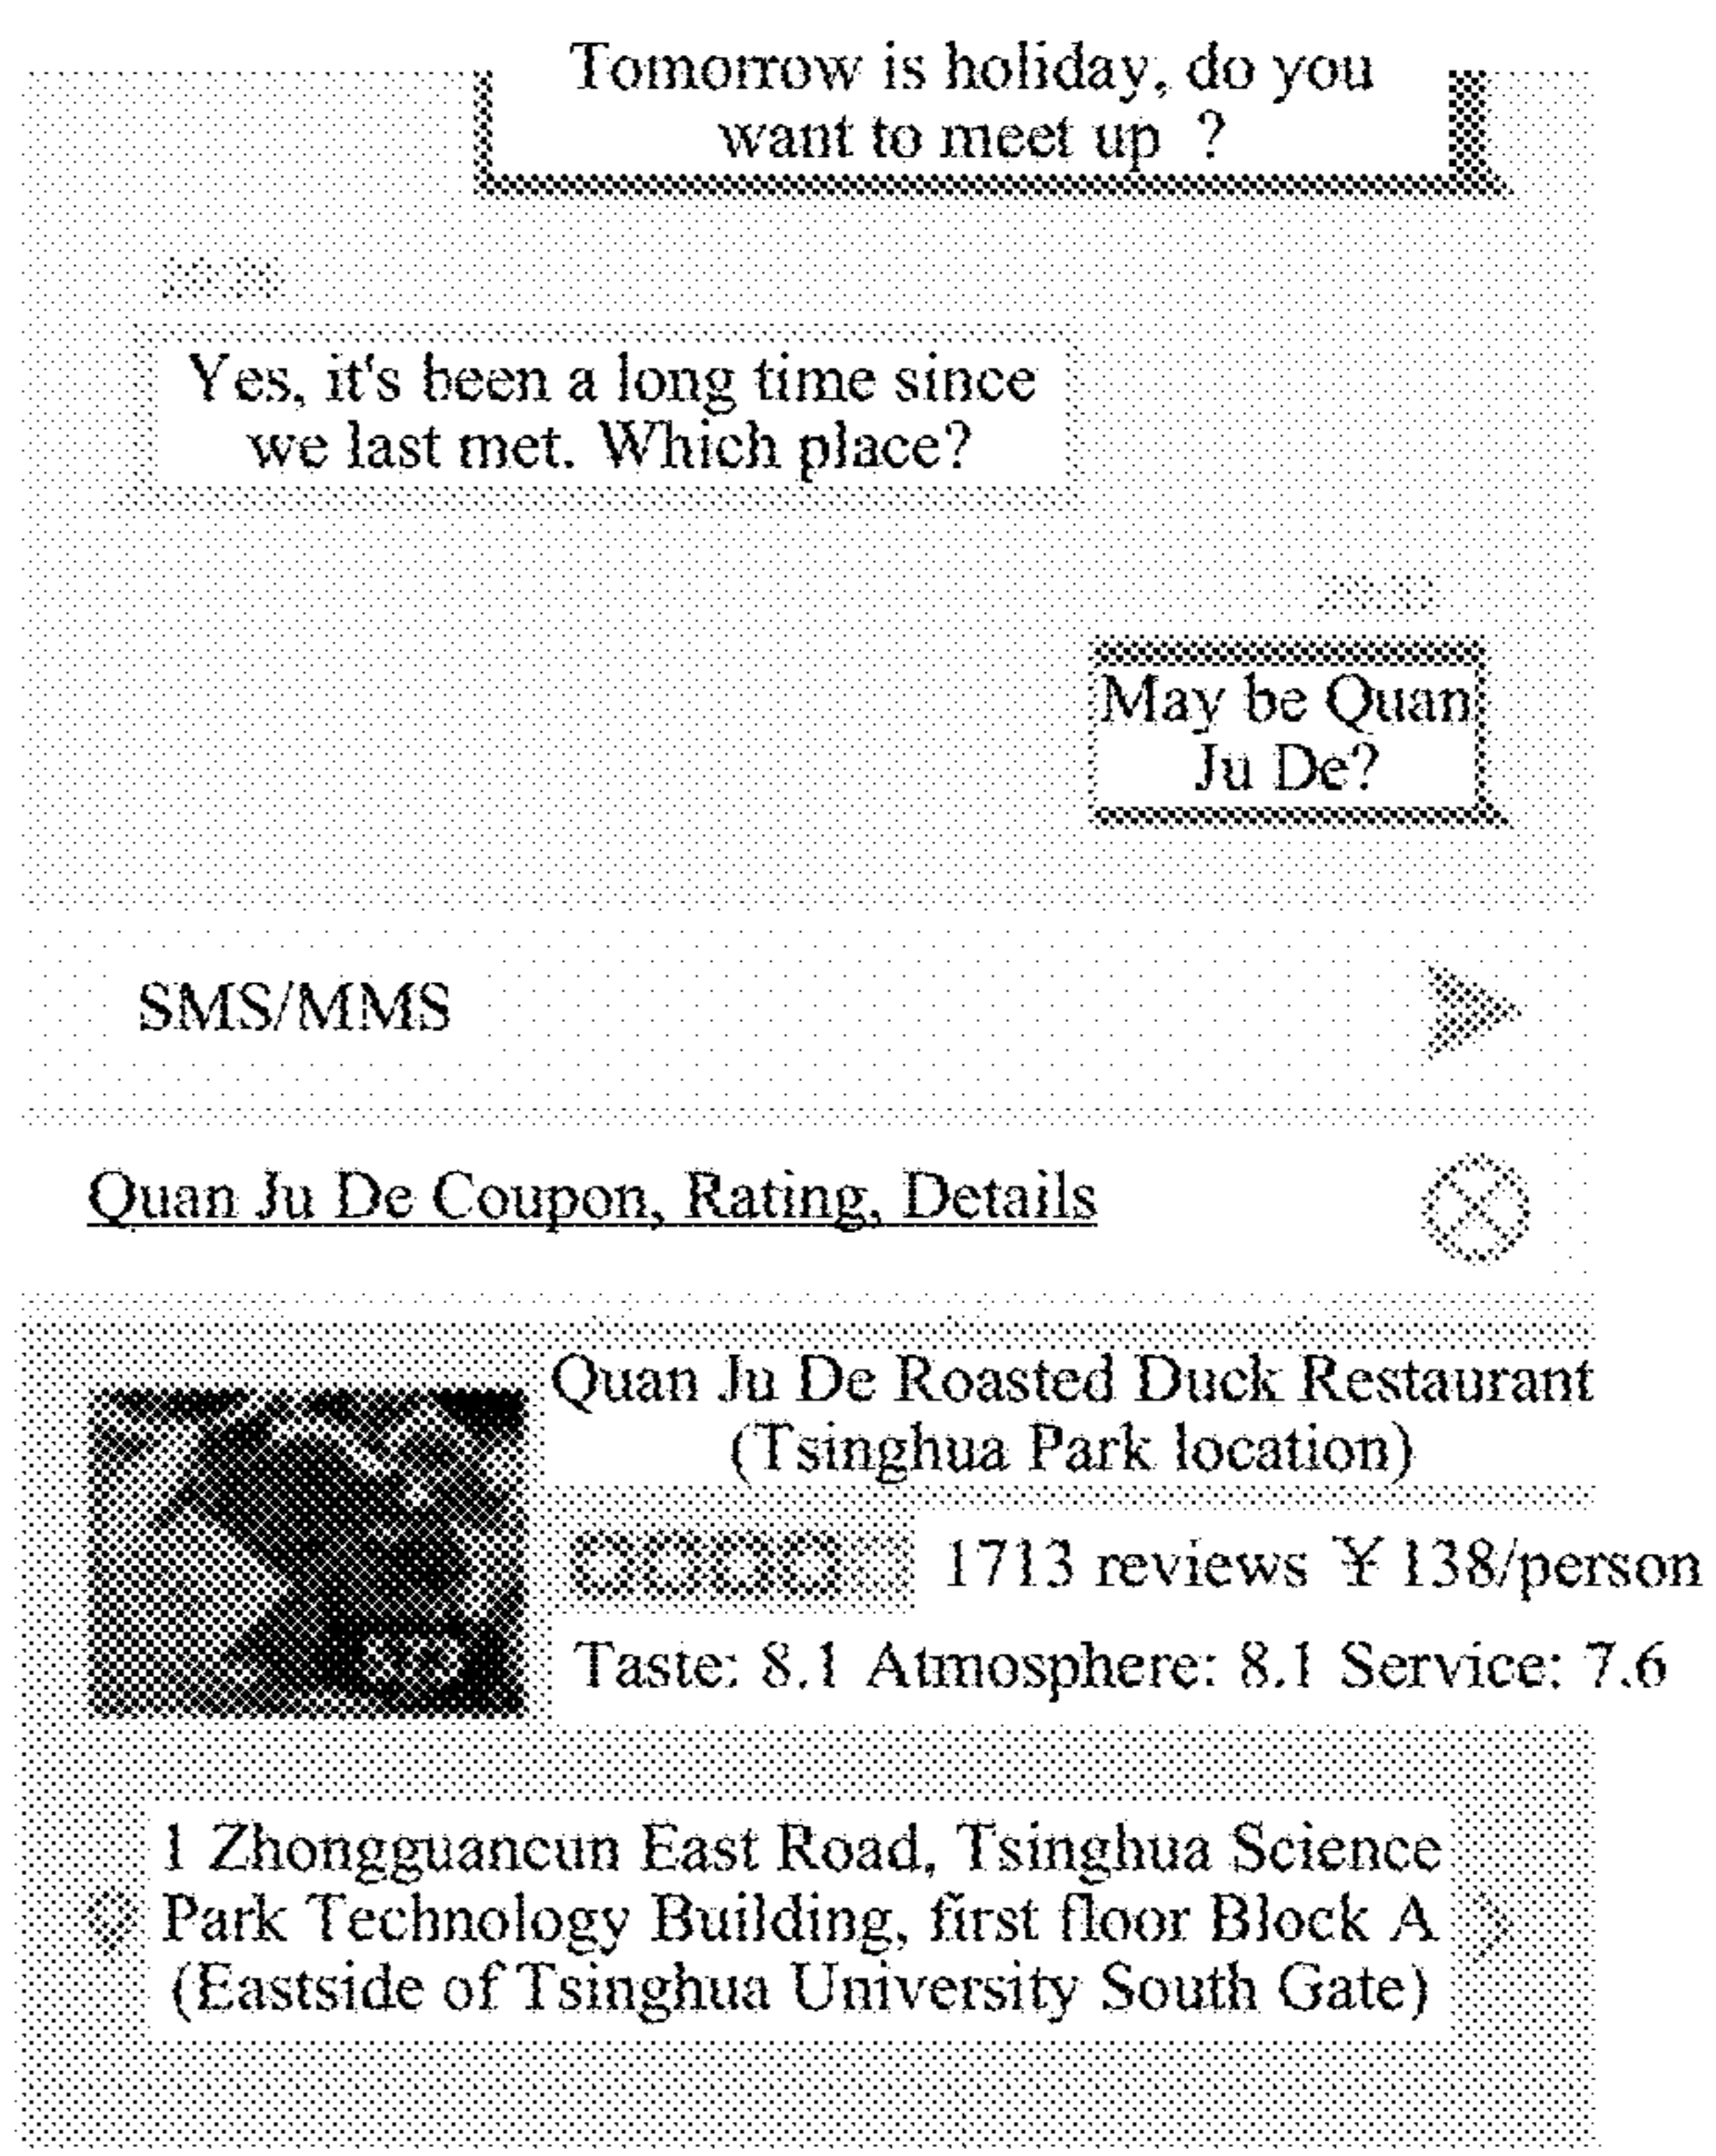 Tomorrow is holiday, do you
want to meet up ?
Yes, it's been a long time since
we last met. Which place?
May be Quan
Ju De?
SMS/MMS
Quan Ju De Coupon, Rating, Details
Quan Ju De Roasted Duck Restaurant
(Tsinghua Park location)
1713 reviews ¥138/person
Taste: 8.1 Atmosphere: 8.1 Service: 7.6
1 Zhongguancun East Road, Tsinghua Science
Park Technology Building, first floor Block A
(Eastside of Tsinghua University South Gate)